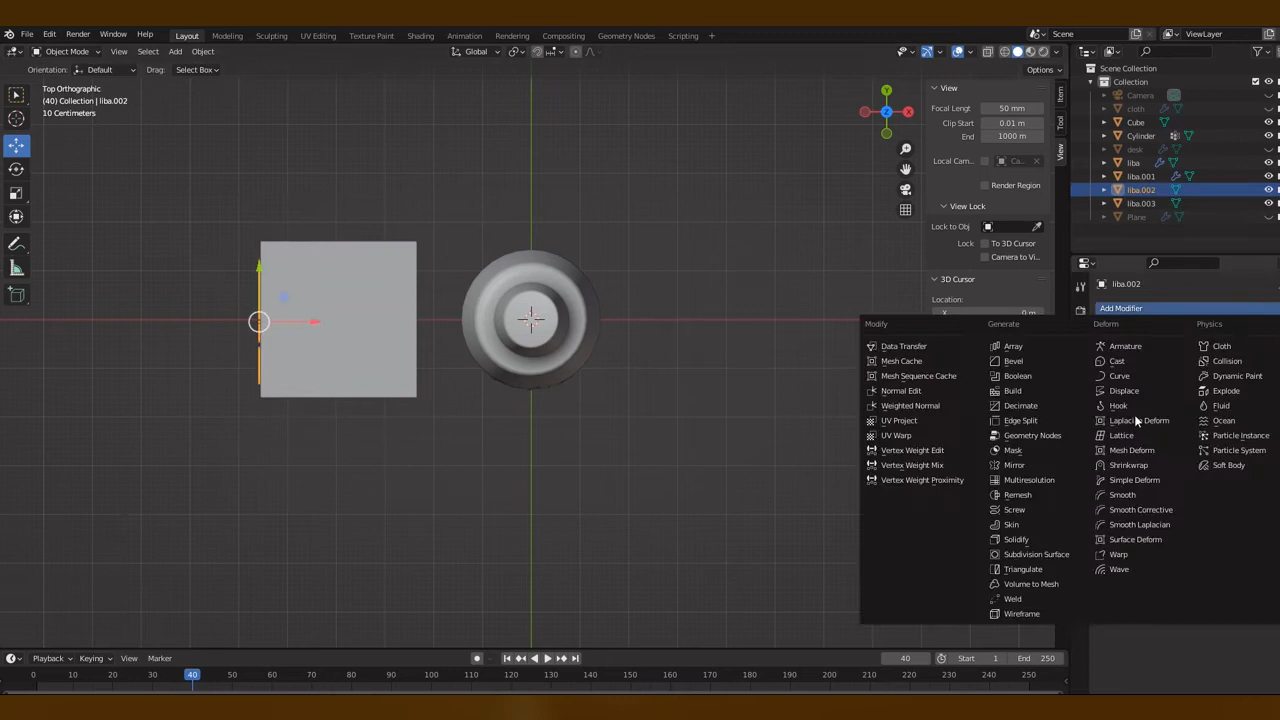 File Edit Render Window Help Layout Modeling Sculpting UV Editing Texture Paint Shading Animation Rendering Compositing Geometry Nodes Scripting Scene ViewLayer
Object Mode View Select Add Object Global
Orientation: Default Drag: Select Box Options
Top Orthographic
(40) Collection | liba.002
10 Centimeters
Y
X
Z
View
Focal Lengt 50 mm
Clip Start 0.01 m
End 1000 m
Local Cam... Ca...
Render Region
View Lock
Lock to Obj
Lock To 3D Cursor
Camera to Vi...
3D Cursor
Location:
X 0 m
Item
Tool
View
Scene Collection
Collection
Camera
cloth
Cube
Cylinder
desk
liba
liba.001
liba.002
liba.003
Plane
liba.002
Add Modifier
Modify Generate Deform Physics
Data Transfer Array Armature Cloth
Mesh Cache Bevel Cast Collision
Mesh Sequence Cache Boolean Curve Dynamic Paint
Normal Edit Build Displace Explode
Weighted Normal Decimate Hook Fluid
UV Project Edge Split Laplacian Deform Ocean
UV Warp Geometry Nodes Lattice Particle Instance
Vertex Weight Edit Mask Mesh Deform Particle System
Vertex Weight Mix Mirror Shrinkwrap Soft Body
Vertex Weight Proximity Multiresolution Simple Deform
Remesh Smooth
Screw Smooth Corrective
Skin Smooth Laplacian
Solidify Surface Deform
Subdivision Surface Warp
Triangulate Wave
Volume to Mesh
Weld
Wireframe
Playback Keying View Marker 40 Start 1 End 250
0 10 20 30 40 50 60 70 80 90 100 110 120 130 140 150 160 170 180 190 200 210 220 230 240 250